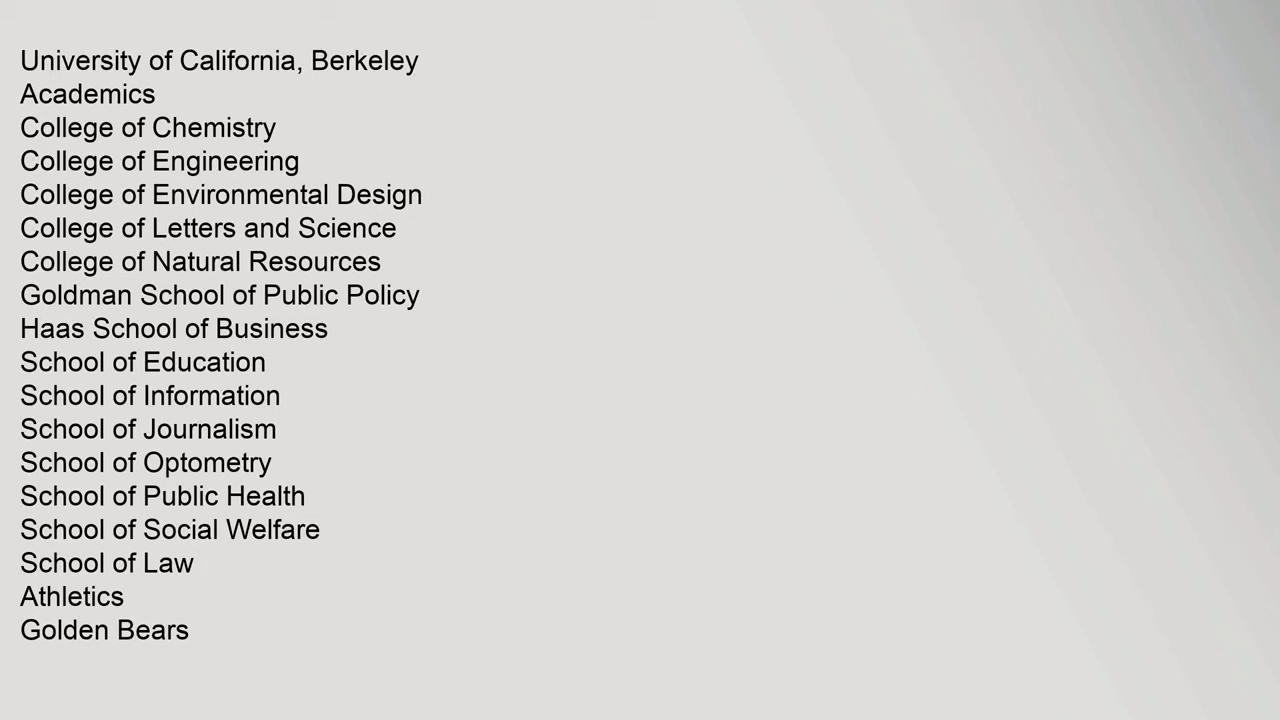 University of California, Berkeley
Academics
College of Chemistry
College of Engineering
College of Environmental Design
College of Letters and Science
College of Natural Resources
Goldman School of Public Policy
Haas School of Business
School of Education
School of Information
School of Journalism
School of Optometry
School of Public Health
School of Social Welfare
School of Law
Athletics
Golden Bears